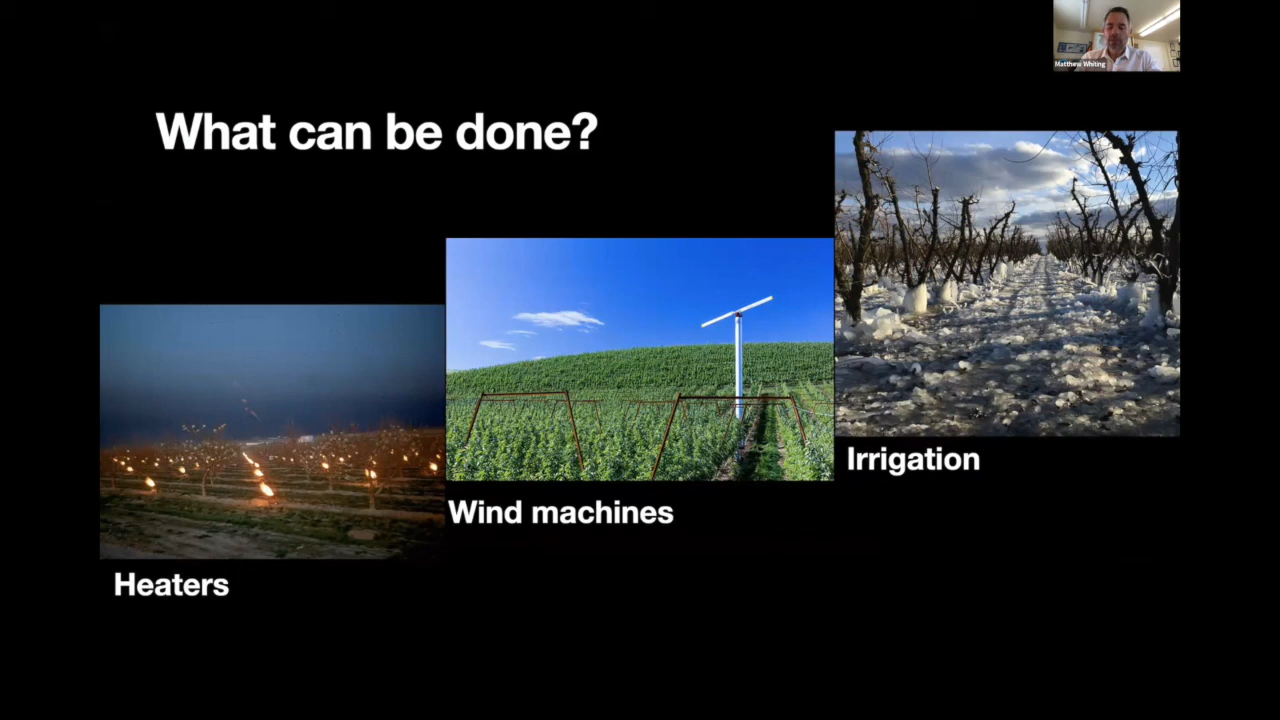 Matthew Whiting
What can be done?
Irrigation
Wind machines
Heaters